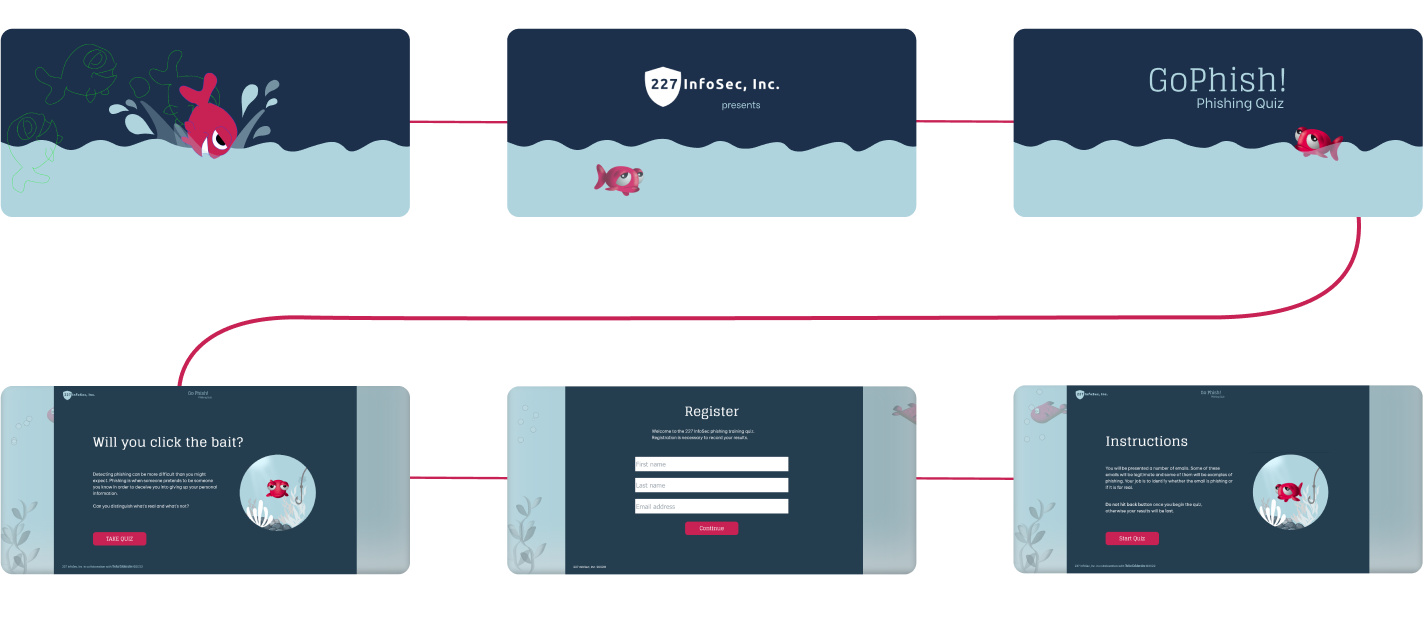 227 InfoSec, Inc.
presents
GoPhish!
Phishing Quiz
227 InfoSec, Inc.
Go Phish!
Will you click the bait?
Detecting phishing can be more difficult than you might
expect. Phishing is when someone pretends to be someone
you know in order to deceive you into giving up your personal
information.
Can you distinguish what's real and what's not?
TAKE QUIZ
Register
Welcome to the 227 InfoSec phishing training quiz.
Registration is necessary to record your results.
First name
Last name
Email address
Continue
227 InfoSec, Inc.
Go Phish!
Instructions
You will be presented a number of emails. Some of these
emails will be legitimate and some of them will be examples of
phishing. Your job is to identify whether the email is phishing or
if it is for real.
Do not hit back button once you begin the quiz,
otherwise your results will be lost.
Start Quiz